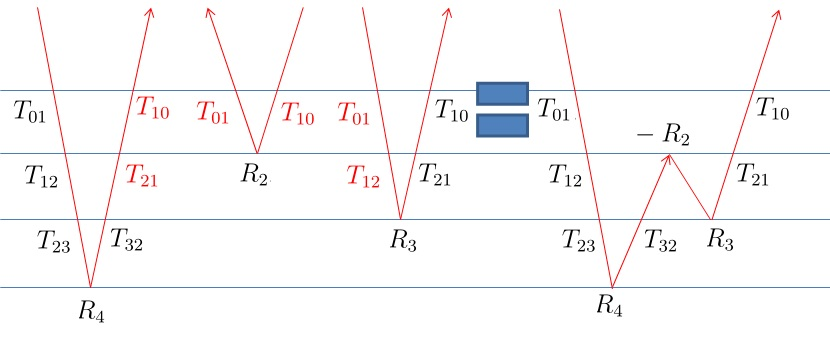 T₀₁ T₁₀ T₀₁ T₁₀ T₀₁ T₁₀ T₀₁ T₁₀
− R₂
T₁₂ T₂₁ R₂ T₁₂ T₂₁ T₁₂ T₂₁
T₂₃ T₃₂ R₃ T₂₃ T₃₂ R₃
R₄ R₄